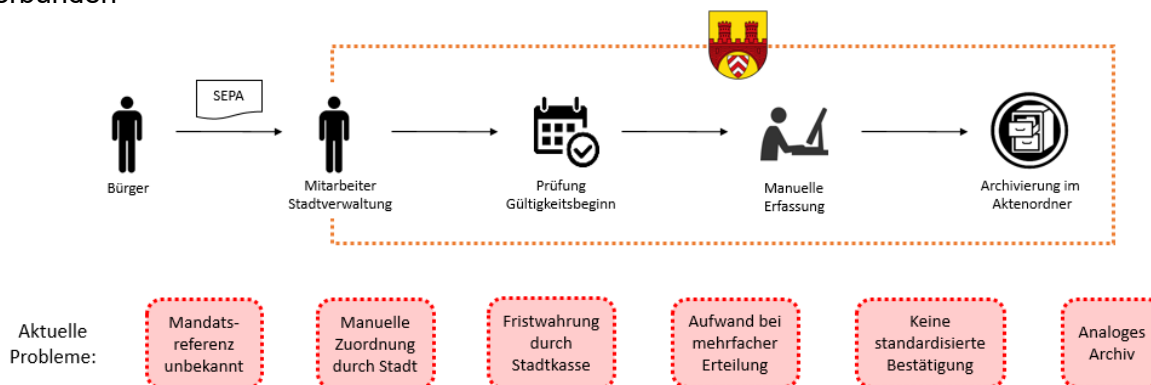 SEPA
Bürger
Mitarbeiter
Stadtverwaltung
Prüfung
Gültigkeitsbeginn
Manuelle
Erfassung
Archivierung im
Aktenordner
Aktuelle
Probleme:
Mandats-
referenz
unbekannt
Manuelle
Zuordnung
durch Stadt
Fristwahrung
durch
Stadtkasse
Aufwand bei
mehrfacher
Erteilung
Keine
standardisierte
Bestätigung
Analoges
Archiv